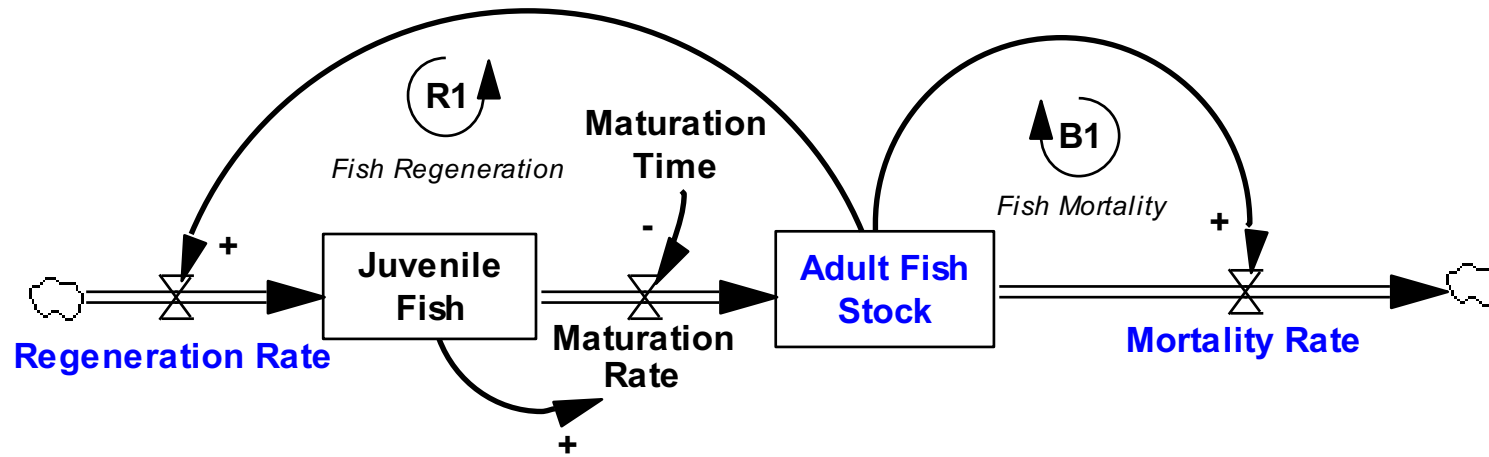 R1
Fish Regeneration
Maturation
Time
B1
Fish Mortality
+
-
+
Juvenile
Fish
Adult Fish
Stock
Regeneration Rate
Maturation
Rate
Mortality Rate
+